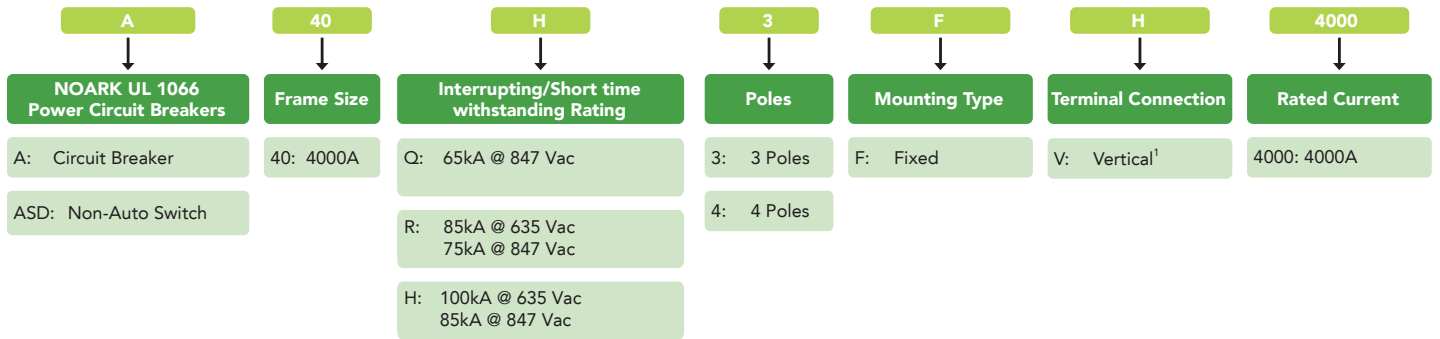 A
40
H
3
F
H
4000
NOARK UL 1066
Power Circuit Breakers
Frame Size
Interrupting/Short time
withstanding Rating
Poles
Mounting Type
Terminal Connection
Rated Current
A: Circuit Breaker
40: 4000A
Q: 65kA @ 847 Vac
3: 3 Poles
F: Fixed
V: Vertical¹
4000: 4000A
ASD: Non-Auto Switch
4: 4 Poles
R: 85kA @ 635 Vac
75kA @ 847 Vac
H: 100kA @ 635 Vac
85kA @ 847 Vac